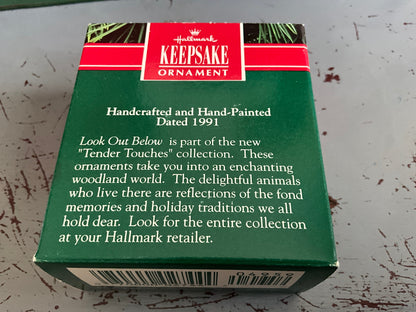 Hallmark
KEEPSAKE
ORNAMENT
Handcrafted and Hand-Painted
Dated 1991
Look Out Below is part of the new
"Tender Touches" collection. These
ornaments take you into an enchanting
woodland world. The delightful animals
who live there are reflections of the fond
memories and holiday traditions we all
hold dear. Look for the entire collection
at your Hallmark retailer.